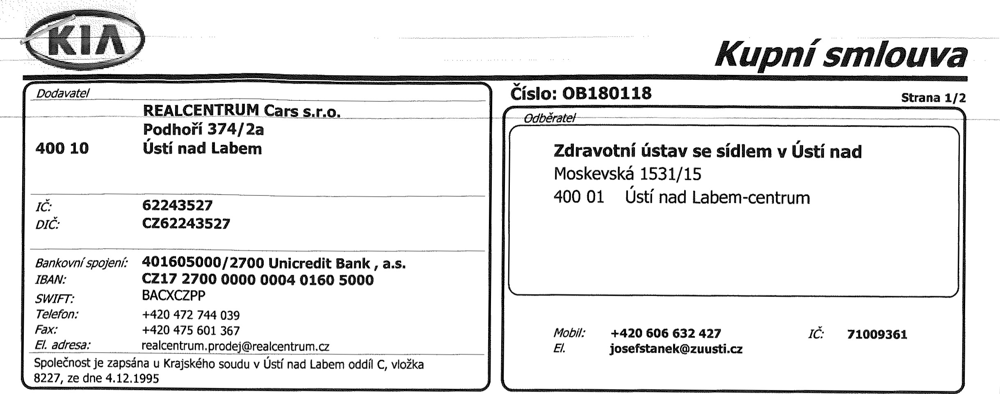 KIA
Kupní smlouva
Dodavatel
REALCENTRUM Cars s.r.o.
Podhoří 374/2a
400 10 Ústí nad Labem
IČ: 62243527
DIČ: CZ62243527
Bankovní spojení: 401605000/2700 Unicredit Bank , a.s.
IBAN: CZ17 2700 0000 0004 0160 5000
SWIFT: BACXCZPP
Telefon: +420 472 744 039
Fax: +420 475 601 367
El. adresa: realcentrum.prodej@realcentrum.cz
Společnost je zapsána u Krajského soudu v Ústí nad Labem oddíl C, vložka
8227, ze dne 4.12.1995
Číslo: OB180118
Strana 1/2
Odběratel
Zdravotní ústav se sídlem v Ústí nad
Moskevská 1531/15
400 01 Ústí nad Labem-centrum
Mobil: +420 606 632 427 IČ: 71009361
El. josefstanek@zuusti.cz